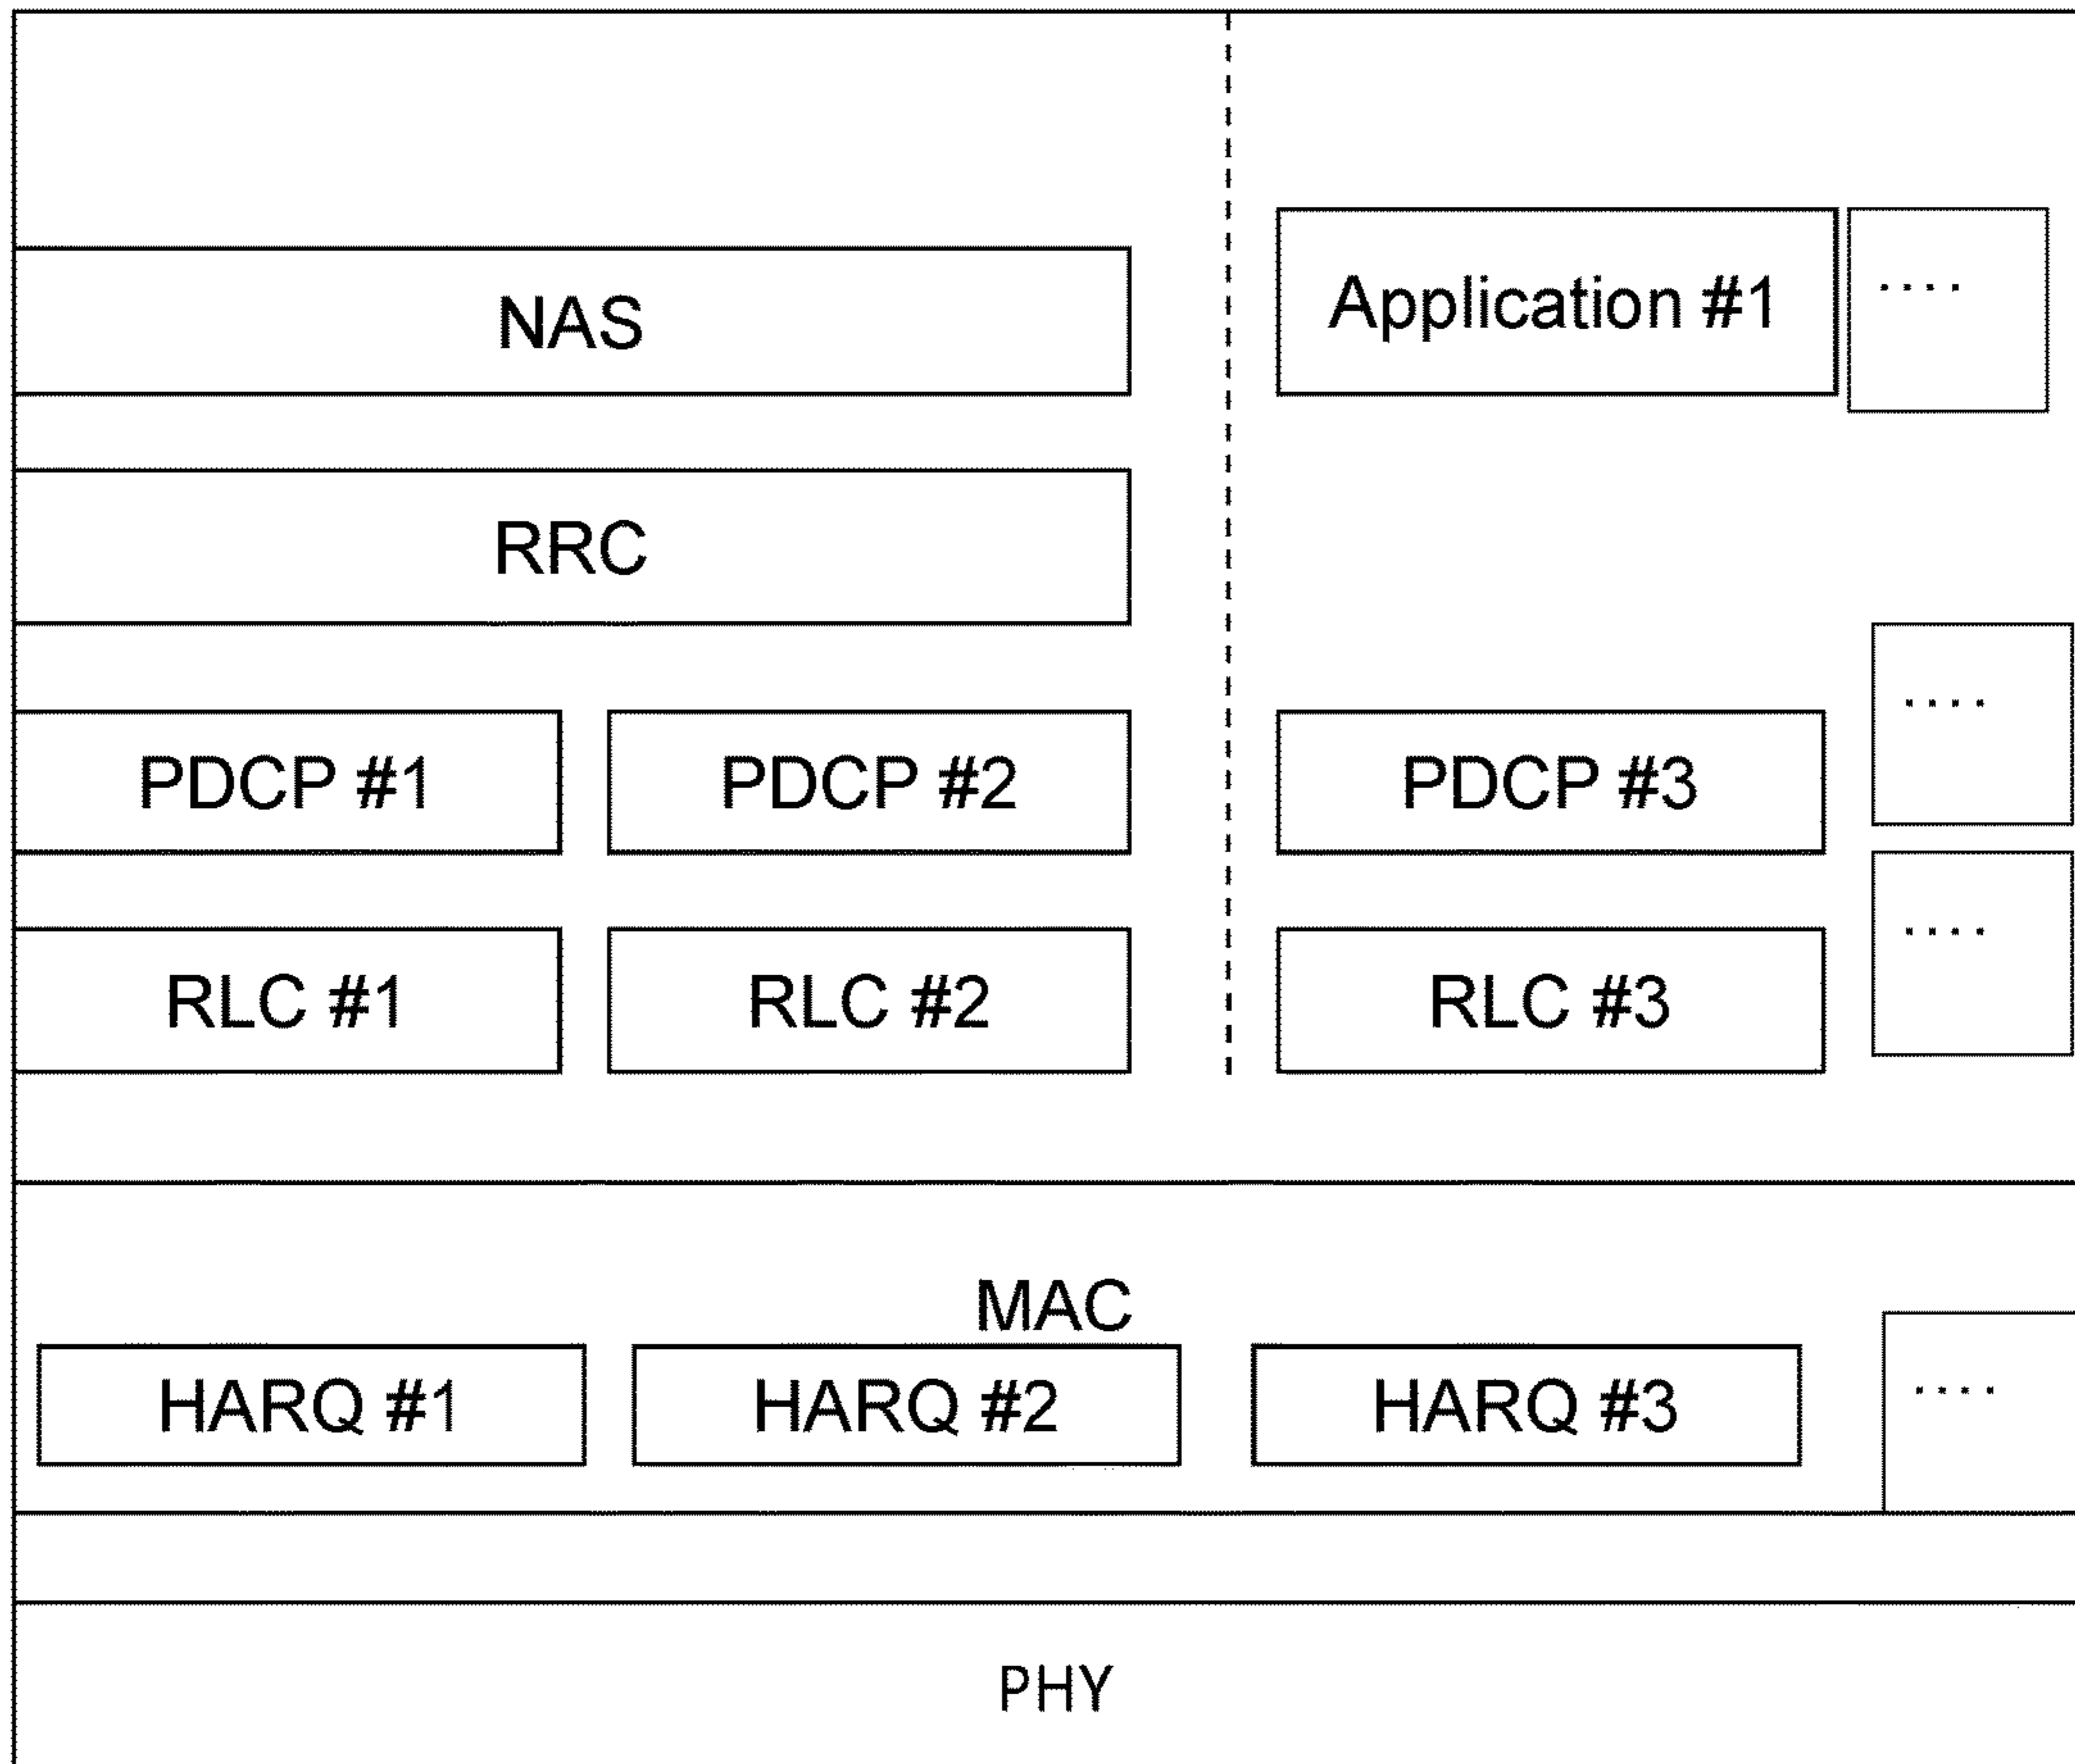 NAS
Application #1
....
RRC
....
PDCP #1
PDCP #2
PDCP #3
....
RLC #1
RLC #2
RLC #3
MAC
HARQ #1
HARQ #2
HARQ #3
....
PHY